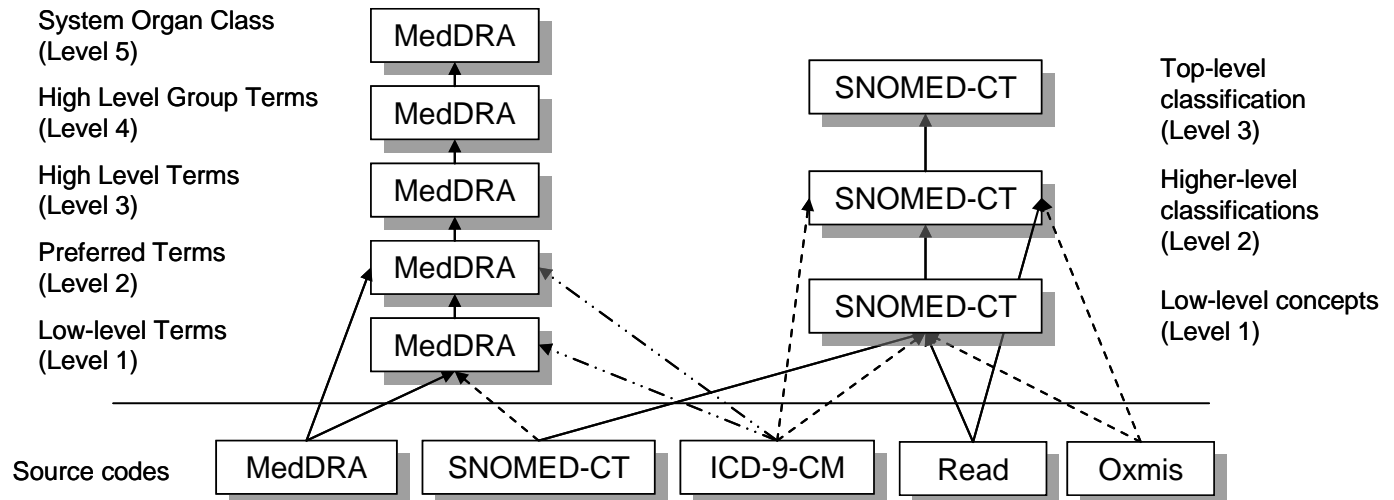 System Organ Class
(Level 5)
MedDRA
High Level Group Terms
(Level 4)
MedDRA
High Level Terms
(Level 3)
MedDRA
Preferred Terms
(Level 2)
MedDRA
Low-level Terms
(Level 1)
MedDRA
SNOMED-CT
Top-level
classification
(Level 3)
SNOMED-CT
Higher-level
classifications
(Level 2)
SNOMED-CT
Low-level concepts
(Level 1)
Source codes
MedDRA
SNOMED-CT
ICD-9-CM
Read
Oxmis